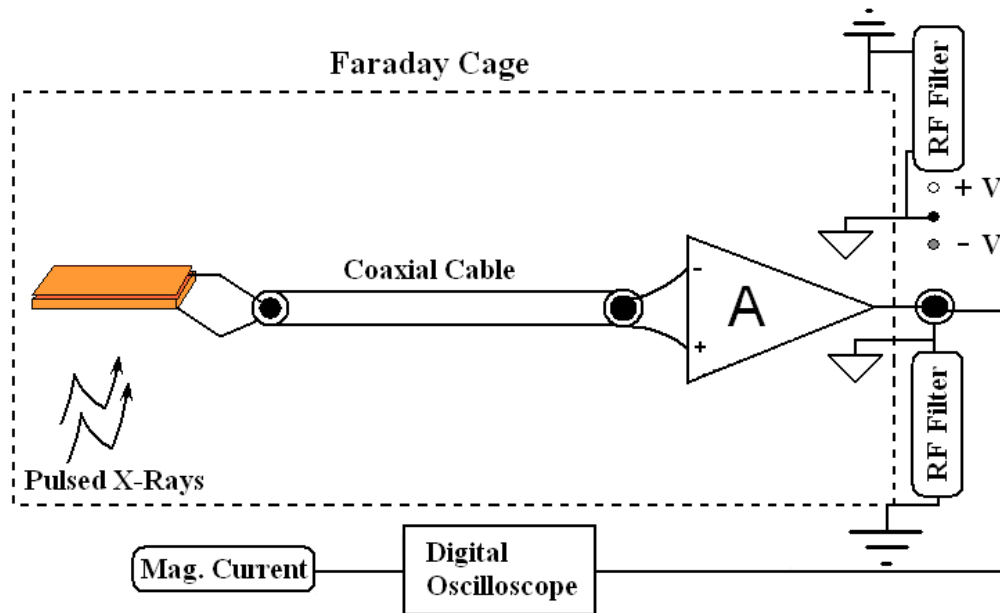 Faraday Cage
RF Filter
+ V
- V
Coaxial Cable
-
A
+
RF Filter
Pulsed X-Rays
Mag. Current
Digital
Oscilloscope